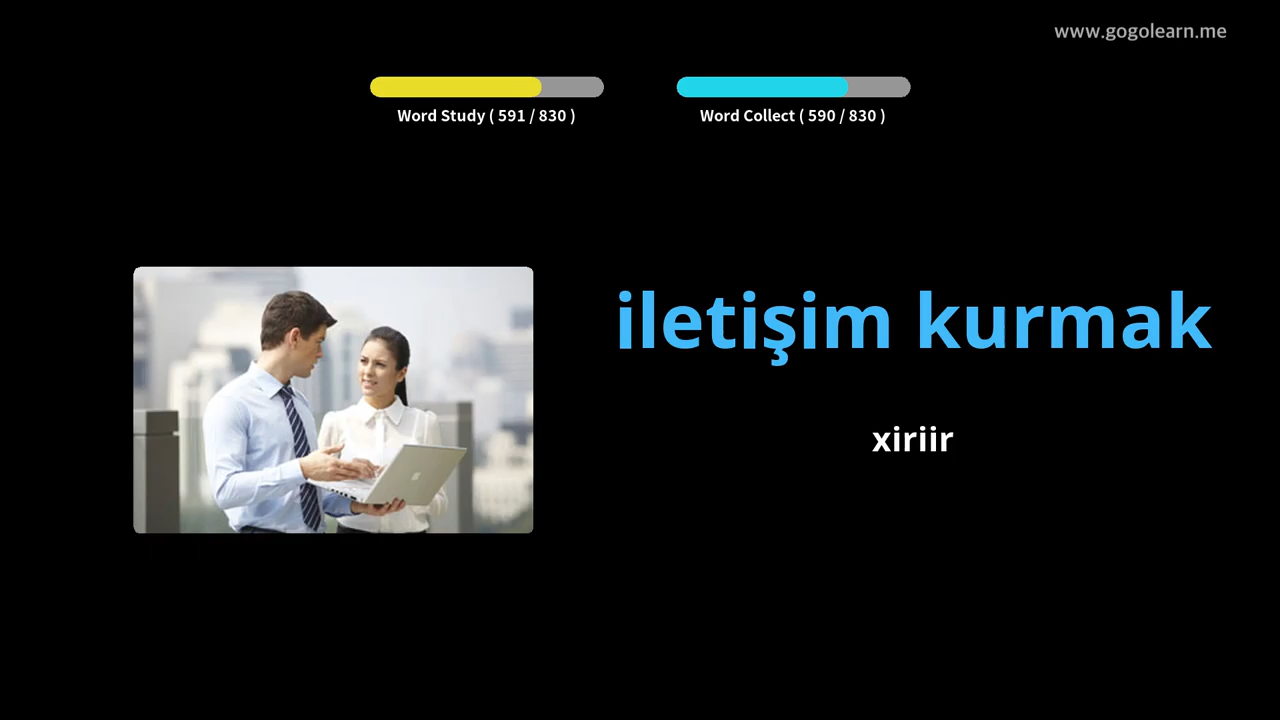 www.gogolearn.me
Word Study ( 591 / 830 )
Word Collect ( 590 / 830 )
iletişim kurmak
xiriir